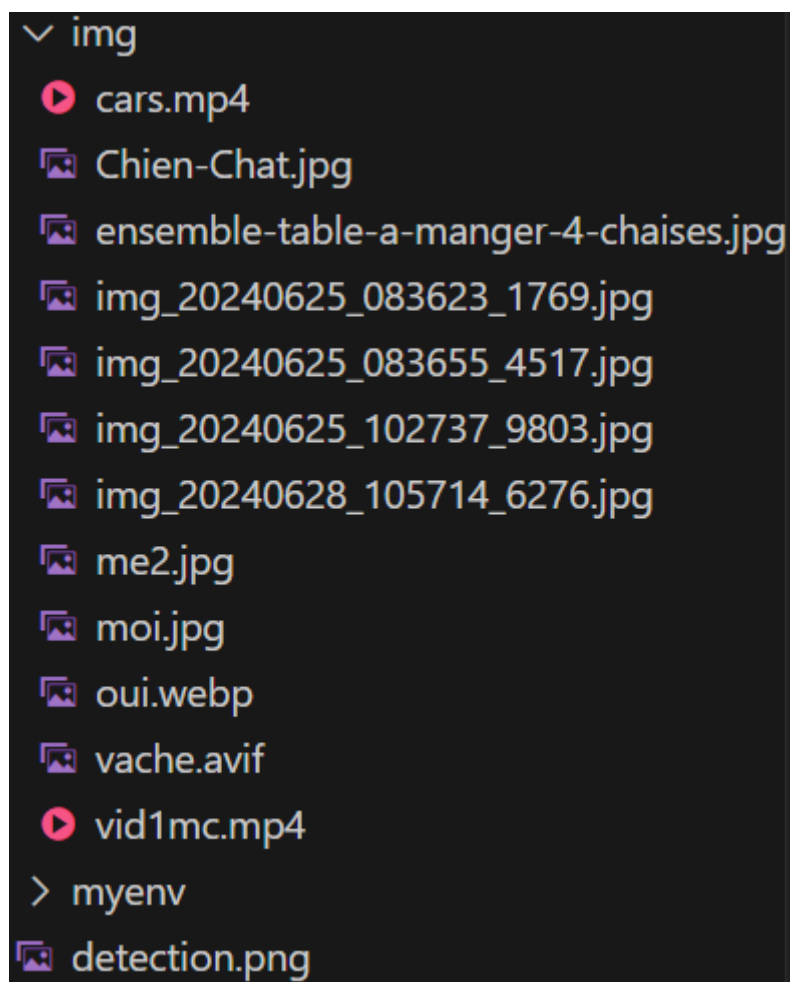 img
cars.mp4
Chien-Chat.jpg
ensemble-table-a-manger-4-chaises.jpg
img_20240625_083623_1769.jpg
img_20240625_083655_4517.jpg
img_20240625_102737_9803.jpg
img_20240628_105714_6276.jpg
me2.jpg
moi.jpg
oui.webp
vache.avif
vid1mc.mp4
myenv
detection.png